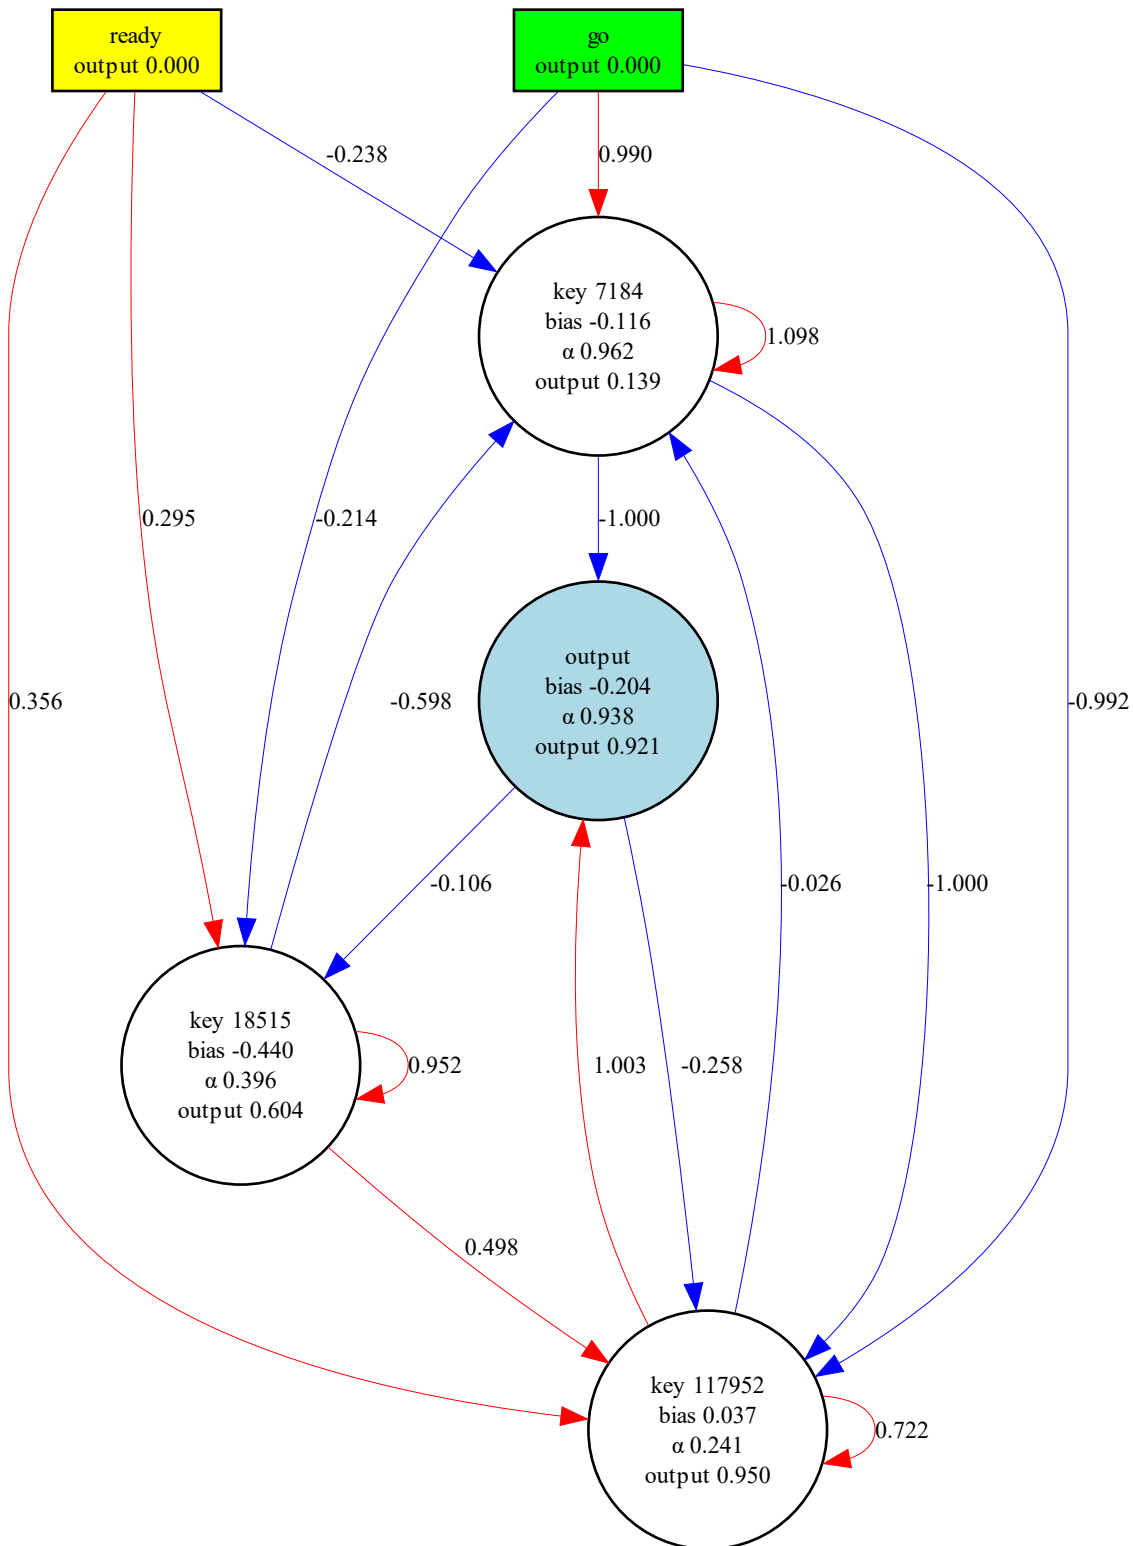 ready
output 0.000
go
output 0.000
-0.238
0.990
key 7184
bias -0.116
α 0.962
output 0.139
1.098
0.295
-0.214
-1.000
output
bias -0.204
α 0.938
output 0.921
0.356
-0.598
-0.992
-0.106
-0.026
-1.000
key 18515
bias -0.440
α 0.396
output 0.604
0.952
1.003
-0.258
0.498
key 117952
bias 0.037
α 0.241
output 0.950
0.722